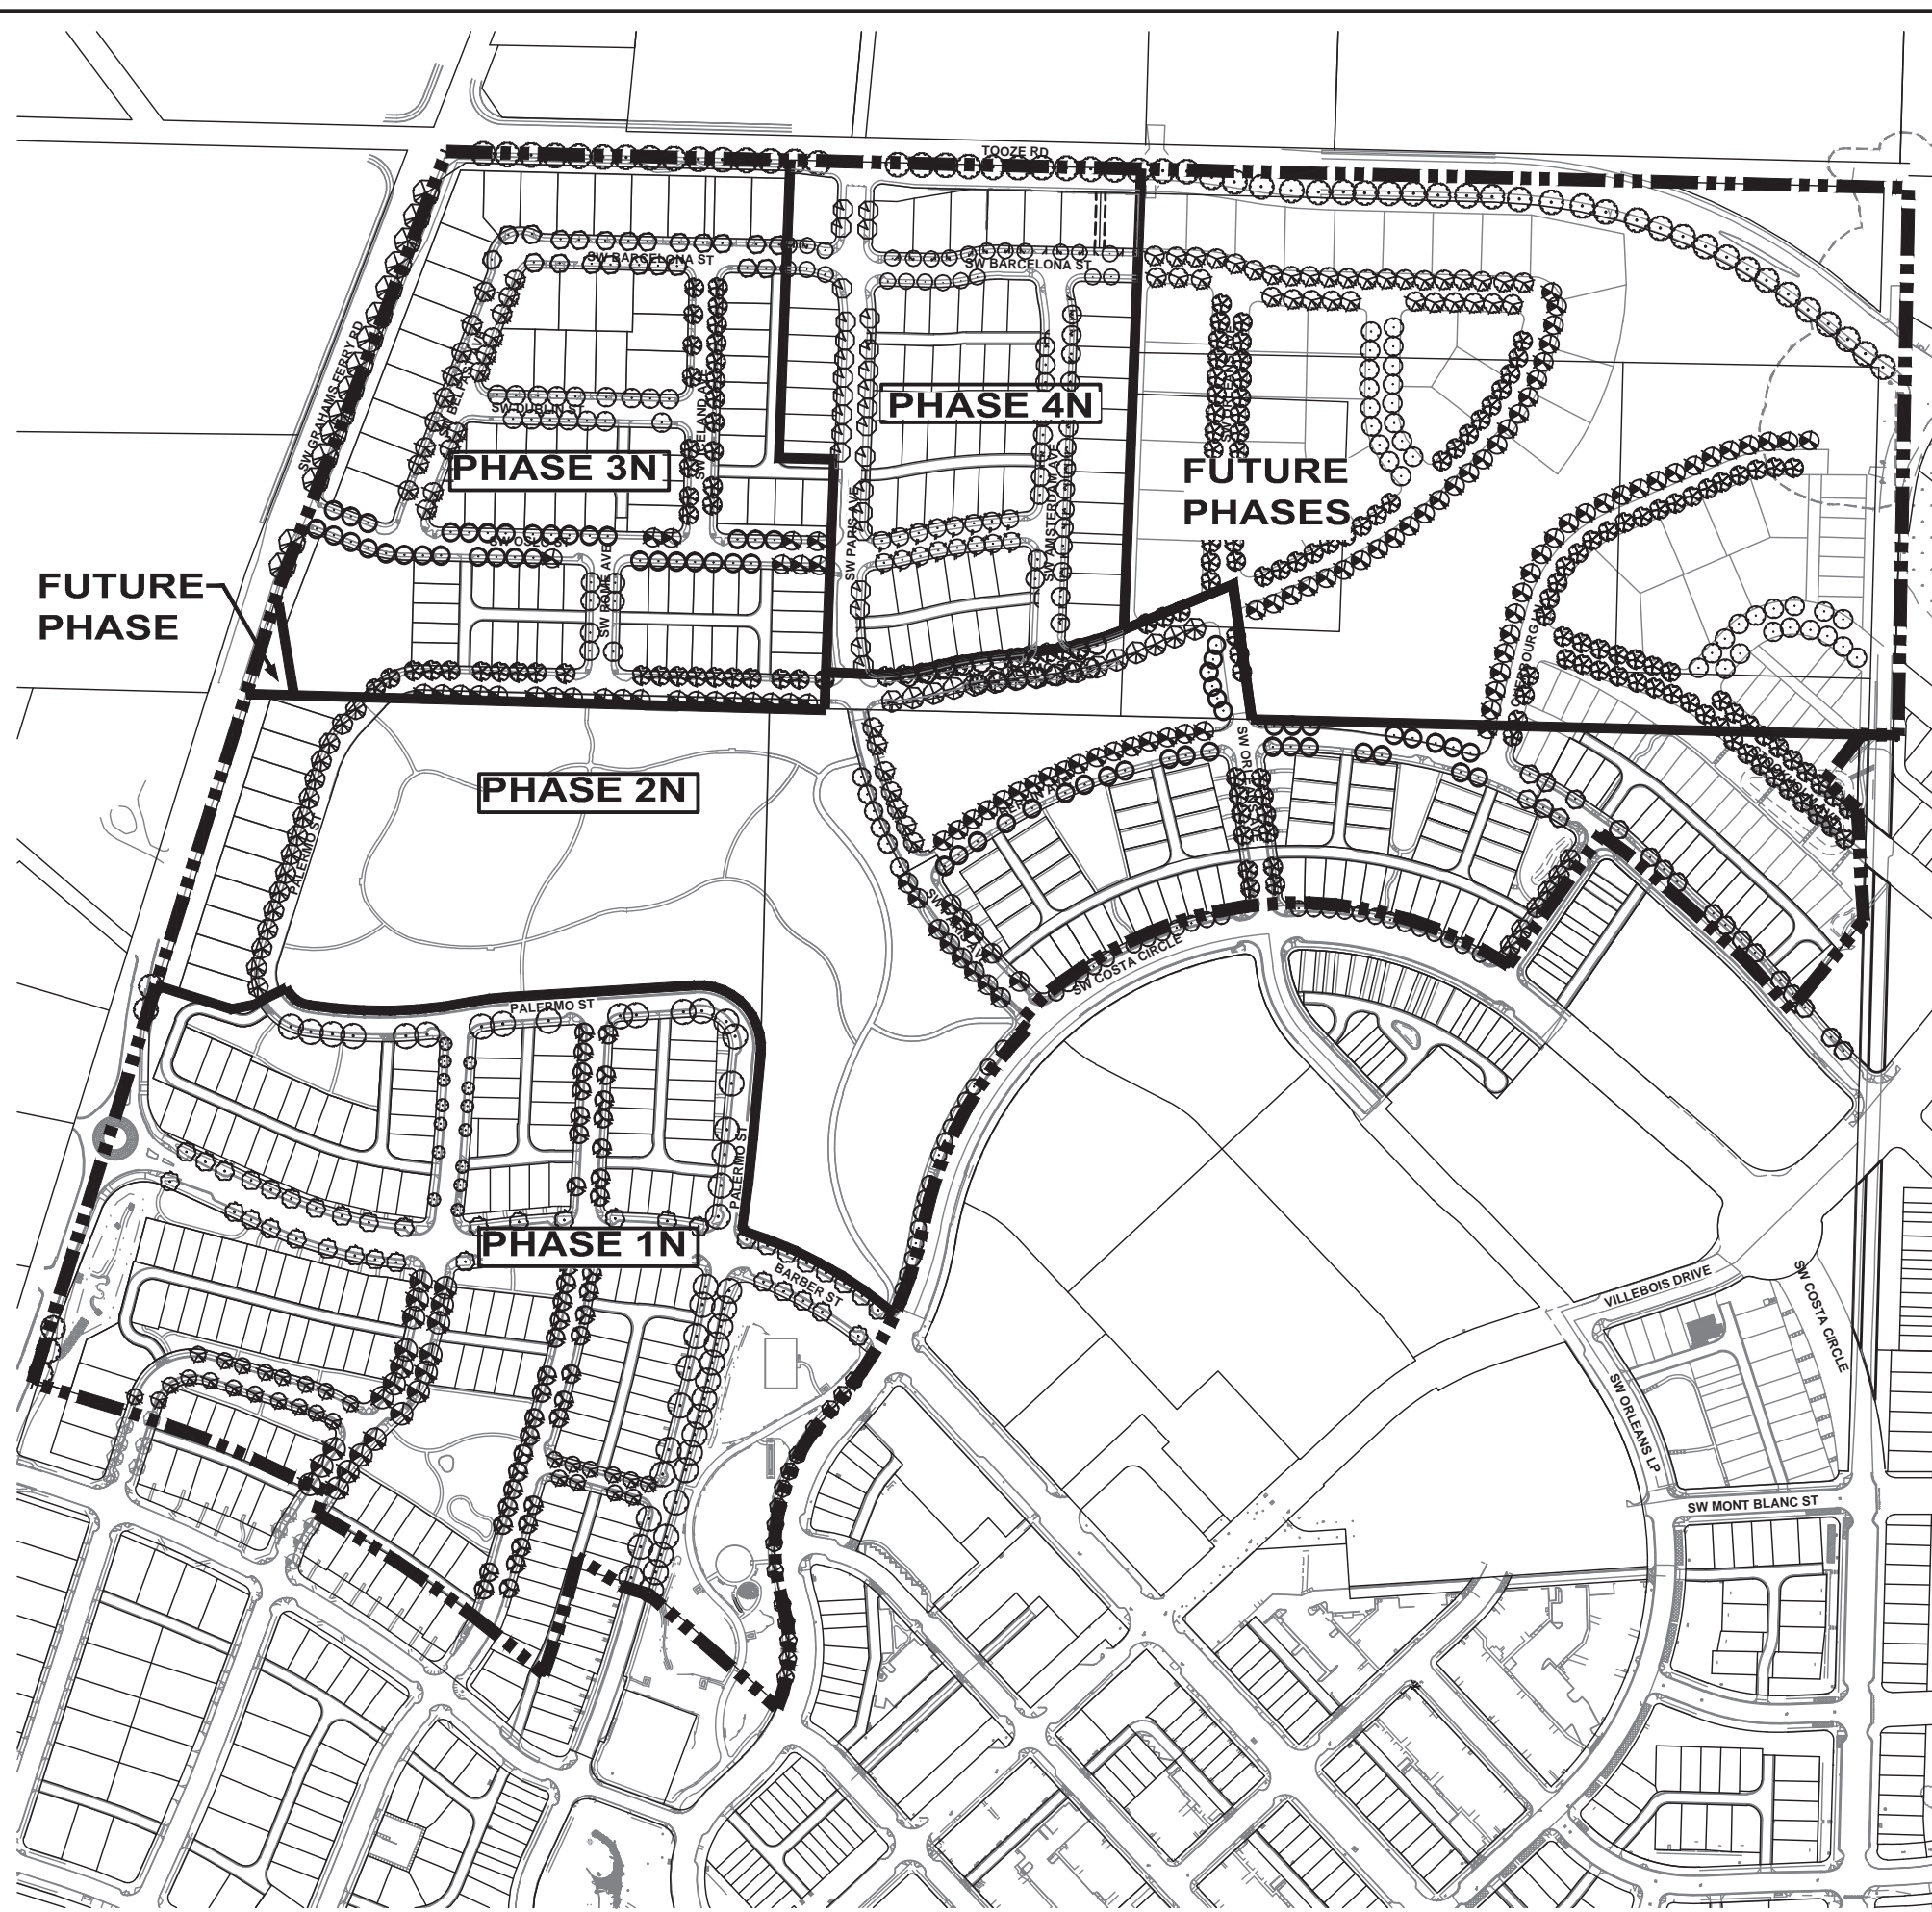 TOOZE RD
SW BARCELONA ST
SW BARCELONA ST
SW GRAHAMS FERRY RD
PHASE 4N
SW DUBLIN ST
PHASE 3N
FUTURE
PHASES
SW PARIS AVE
SW ROME AVE
FUTURE
PHASE
PHASE 2N
PALERMO ST
SW COSTA CIRCLE
PALERMO ST
PALERMO ST
PHASE 1N
BARBER ST
VILLEBOIS DRIVE
SW COSTA CIRCLE
SW ORLEANS LP
SW MONT BLANC ST